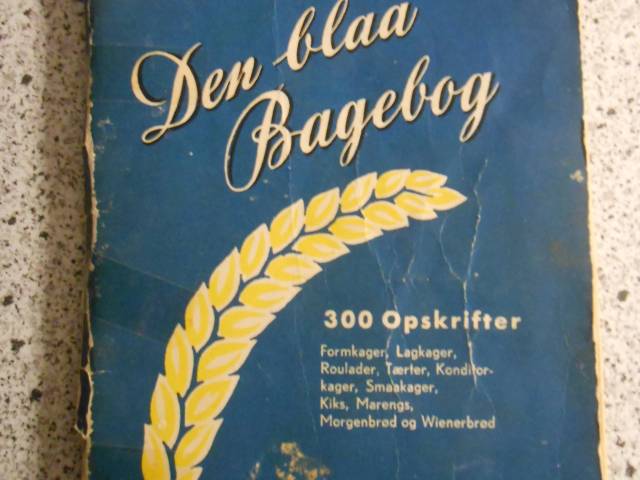 Den blaa
Bagebog
300 Opskrifter
Formkager, Lagkager,
Roulader, Tærter, Konditor-
kager, Smaakager,
Kiks, Marengs,
Morgenbrød og Wienerbrød